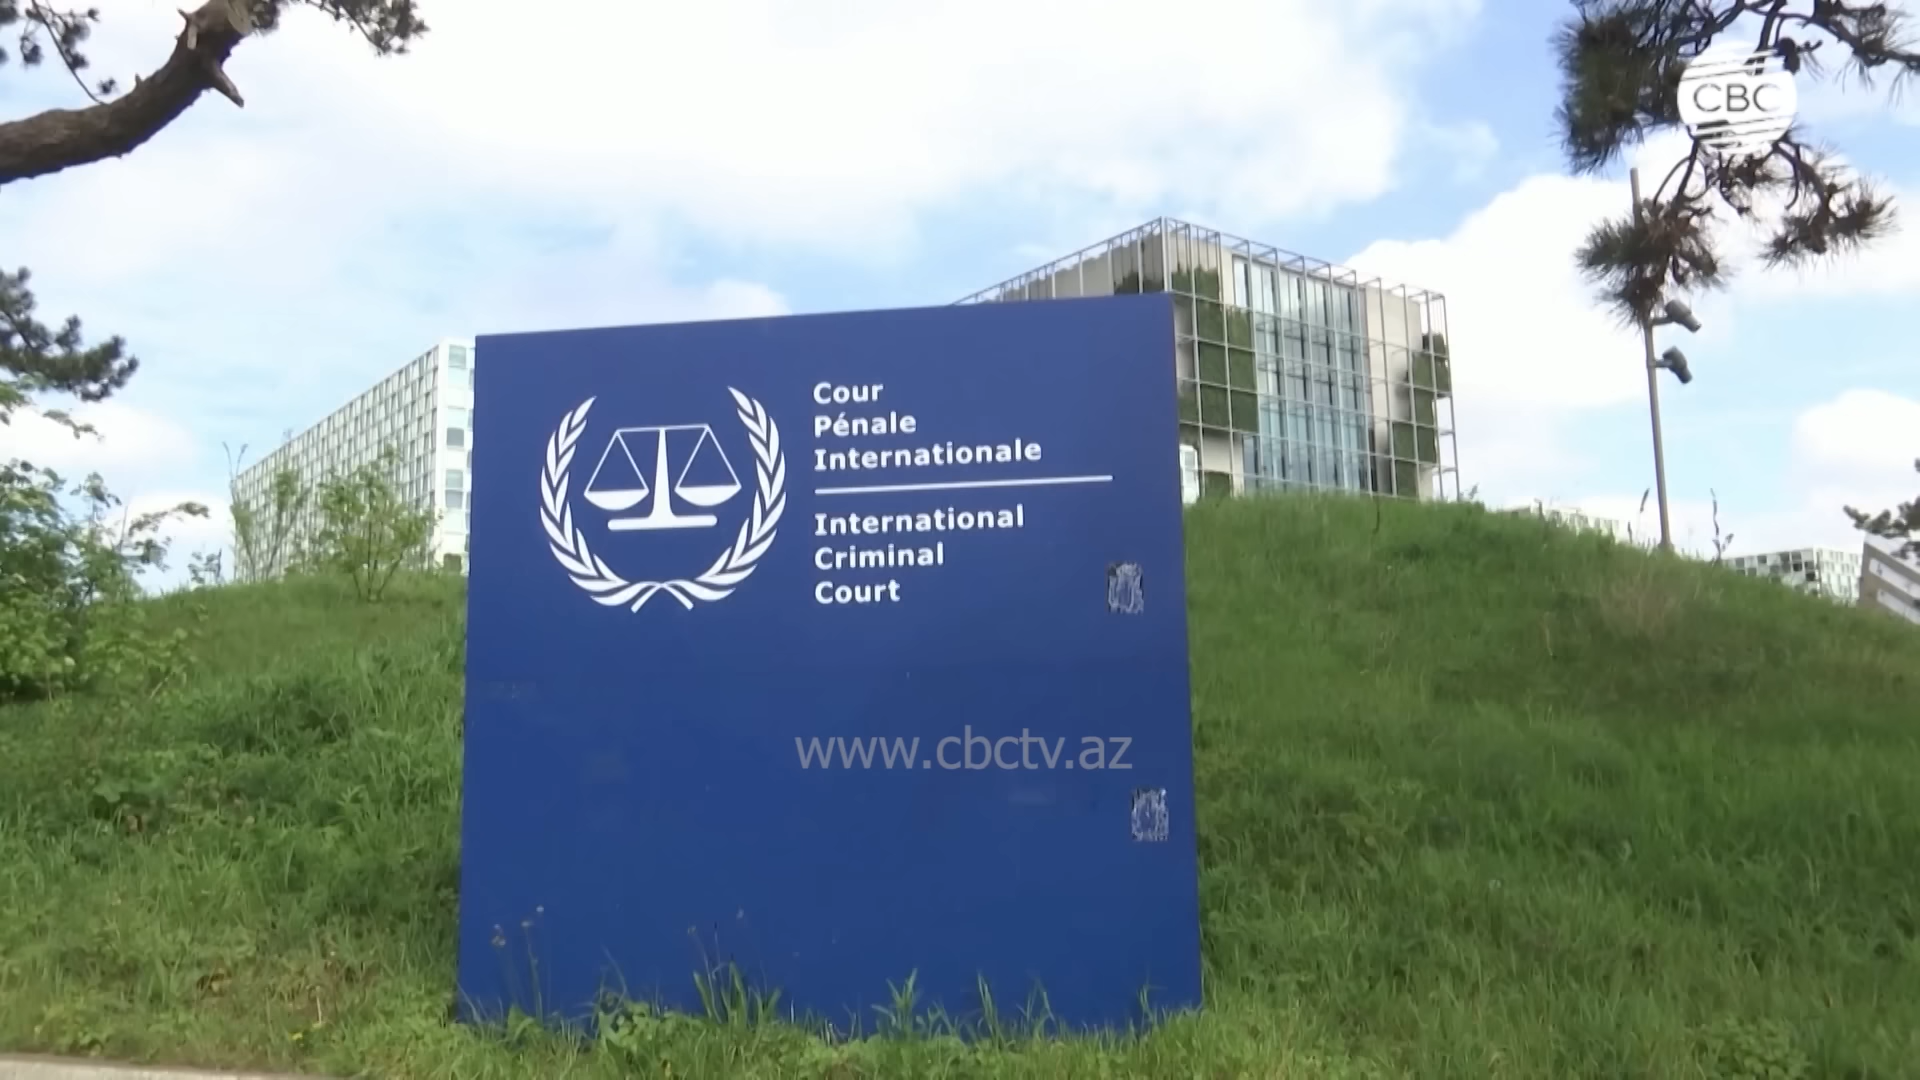 CBC
Cour
Pénale
Internationale
International
Criminal
Court
www.cbctv.az